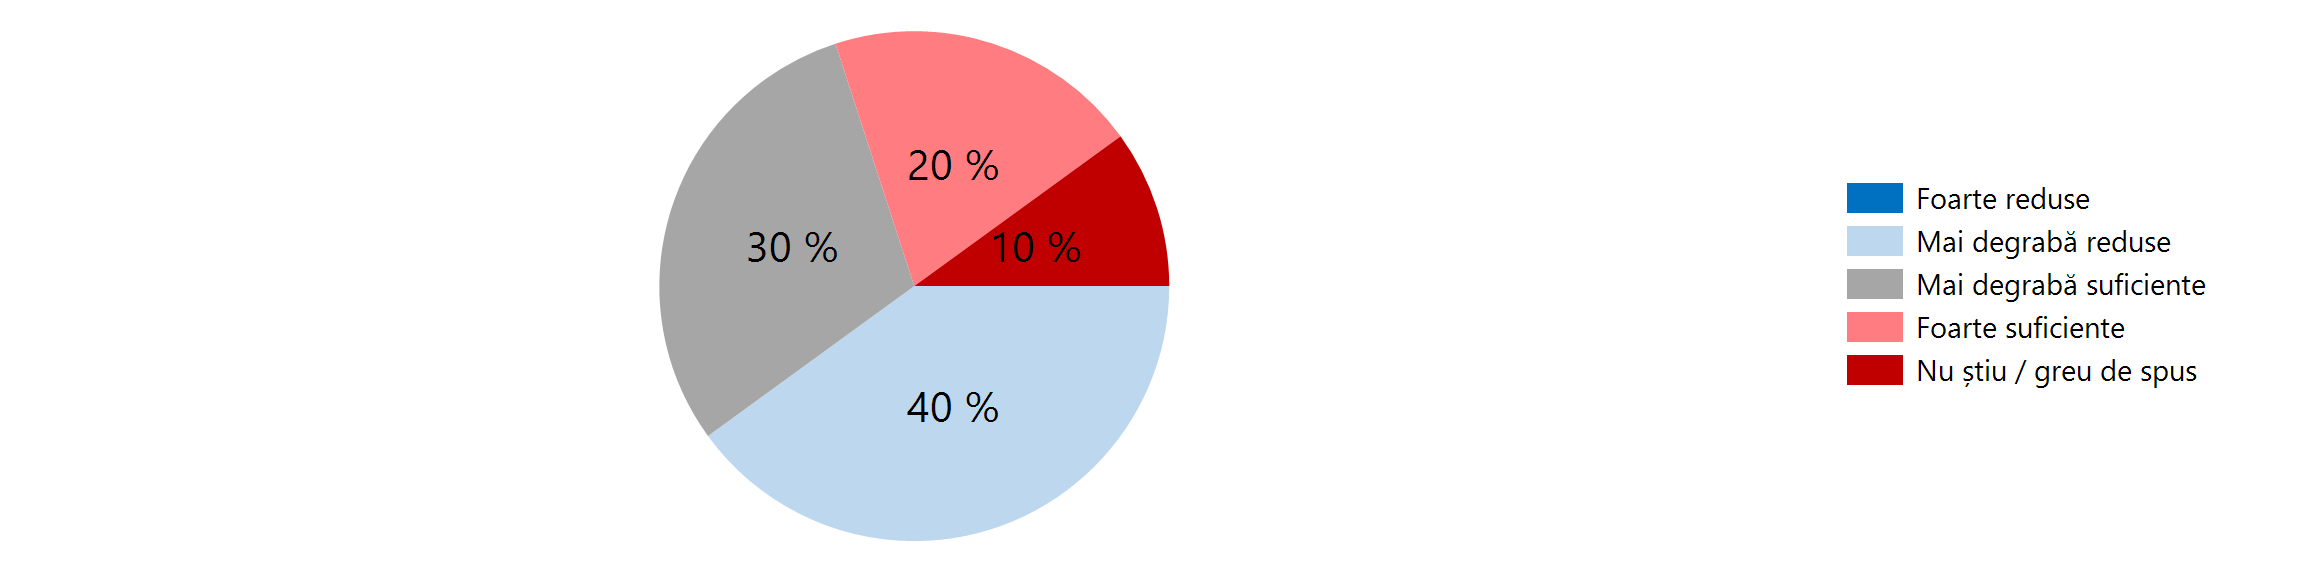 20 %
30 %
10 %
40 %
Foarte reduse
Mai degrabă reduse
Mai degrabă suficiente
Foarte suficiente
Nu știu / greu de spus